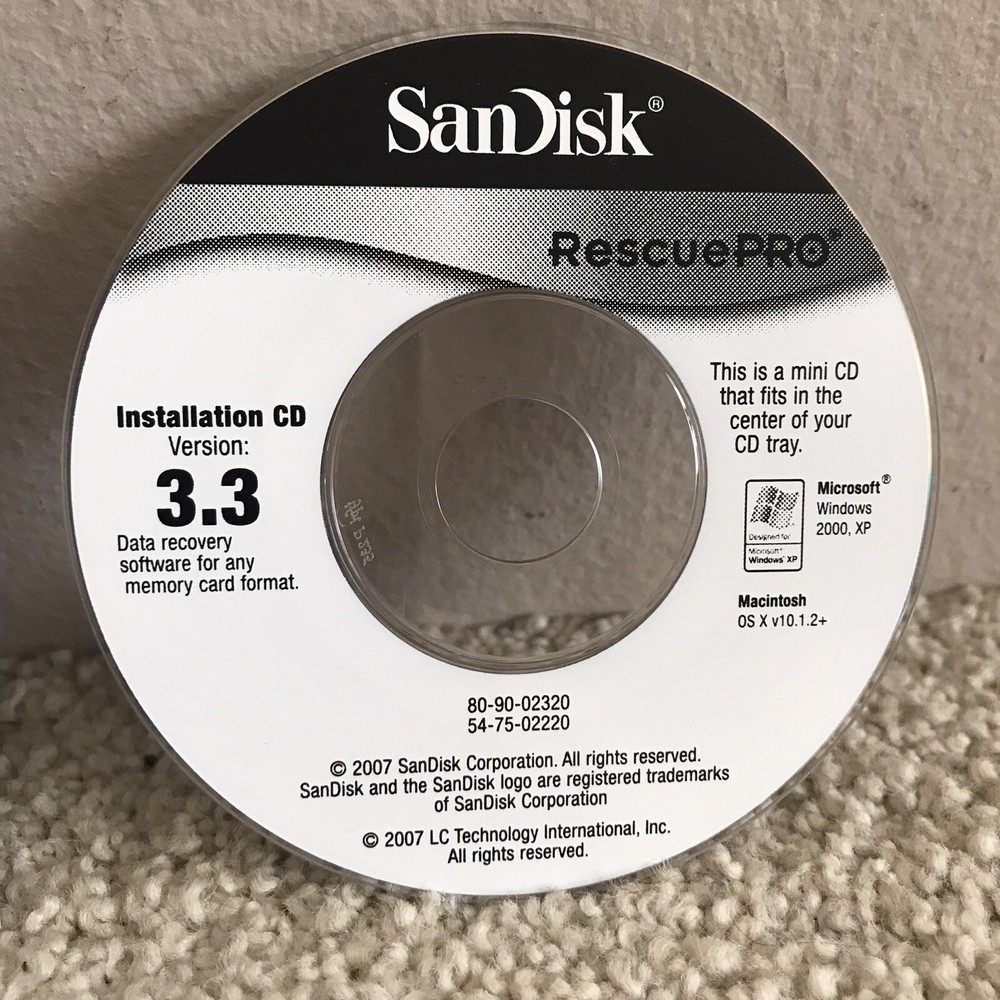 SanDisk®
RescuePRO®
This is a mini CD
that fits in the
center of your
CD tray.
Installation CD
Version:
3.3
Data recovery
software for any
memory card format.
Microsoft®
Windows
2000, XP
Designed for
Microsoft®
Windows® XP
Macintosh
OS X v10.1.2+
80-90-02320
54-75-02220
© 2007 SanDisk Corporation. All rights reserved.
SanDisk and the SanDisk logo are registered trademarks
of SanDisk Corporation
© 2007 LC Technology International, Inc.
All rights reserved.